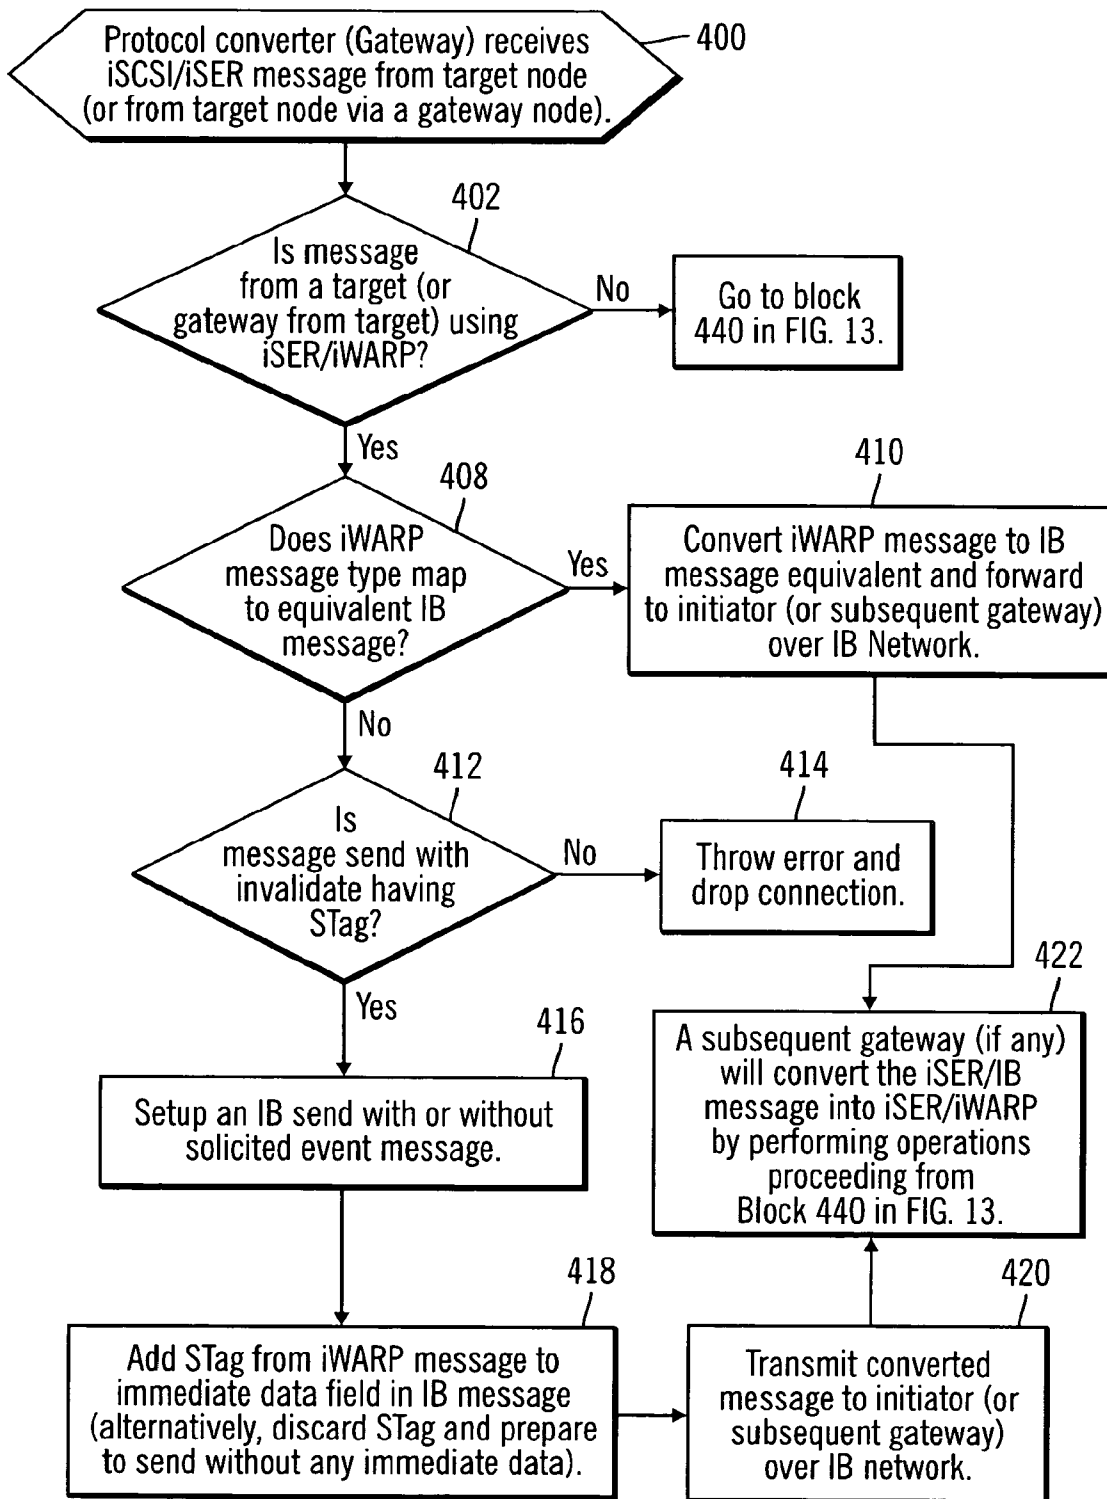 Protocol converter (Gateway) receives
iSCSI/iSER message from target node
(or from target node via a gateway node).
400
402
Is message
from a target (or
gateway from target) using
iSER/iWARP?
No
Go to block
440 in FIG. 13.
Yes
408
Does iWARP
message type map
to equivalent IB
message?
Yes
410
Convert iWARP message to IB
message equivalent and forward
to initiator (or subsequent gateway)
over IB Network.
No
412
Is
message send with
invalidate having
STag?
No
414
Throw error and
drop connection.
Yes
416
Setup an IB send with or without
solicited event message.
422
A subsequent gateway (if any)
will convert the iSER/IB
message into iSER/iWARP
by performing operations
proceeding from
Block 440 in FIG. 13.
418
Add STag from iWARP message to
immediate data field in IB message
(alternatively, discard STag and prepare
to send without any immediate data).
420
Transmit converted
message to initiator (or
subsequent gateway)
over IB network.